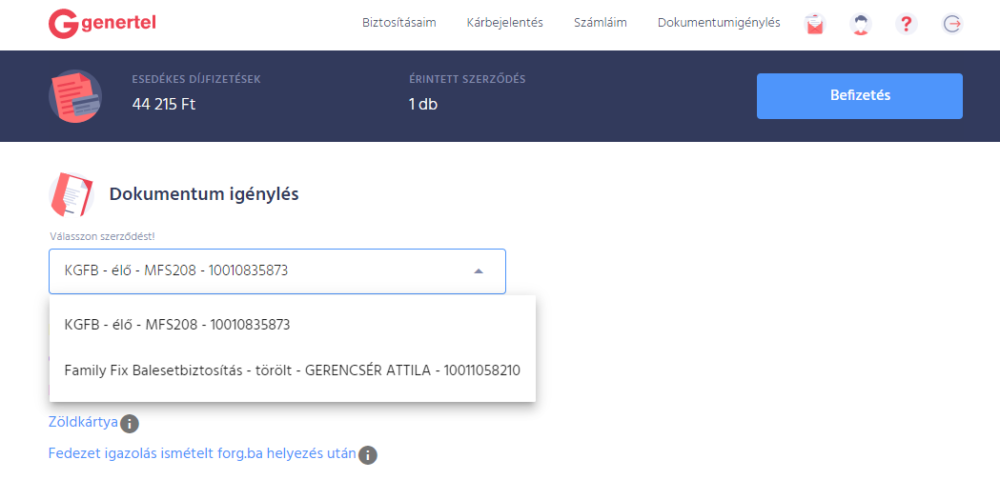 genertel
Biztosításaim
Kárbejelentés
Számláim
Dokumentumigénylés
?
ESEDÉKES DÍJFIZETÉSEK
44 215 Ft
ÉRINTETT SZERZŐDÉS
1 db
Befizetés
Dokumentum igénylés
Válasszon szerződést!
KGFB - élő - MFS208 - 10010835873
KGFB - élő - MFS208 - 10010835873
Family Fix Balesetbiztosítás - törölt - GERENCSÉR ATTILA - 10011058210
Zöldkártya i
Fedezet igazolás ismételt forg.ba helyezés után i